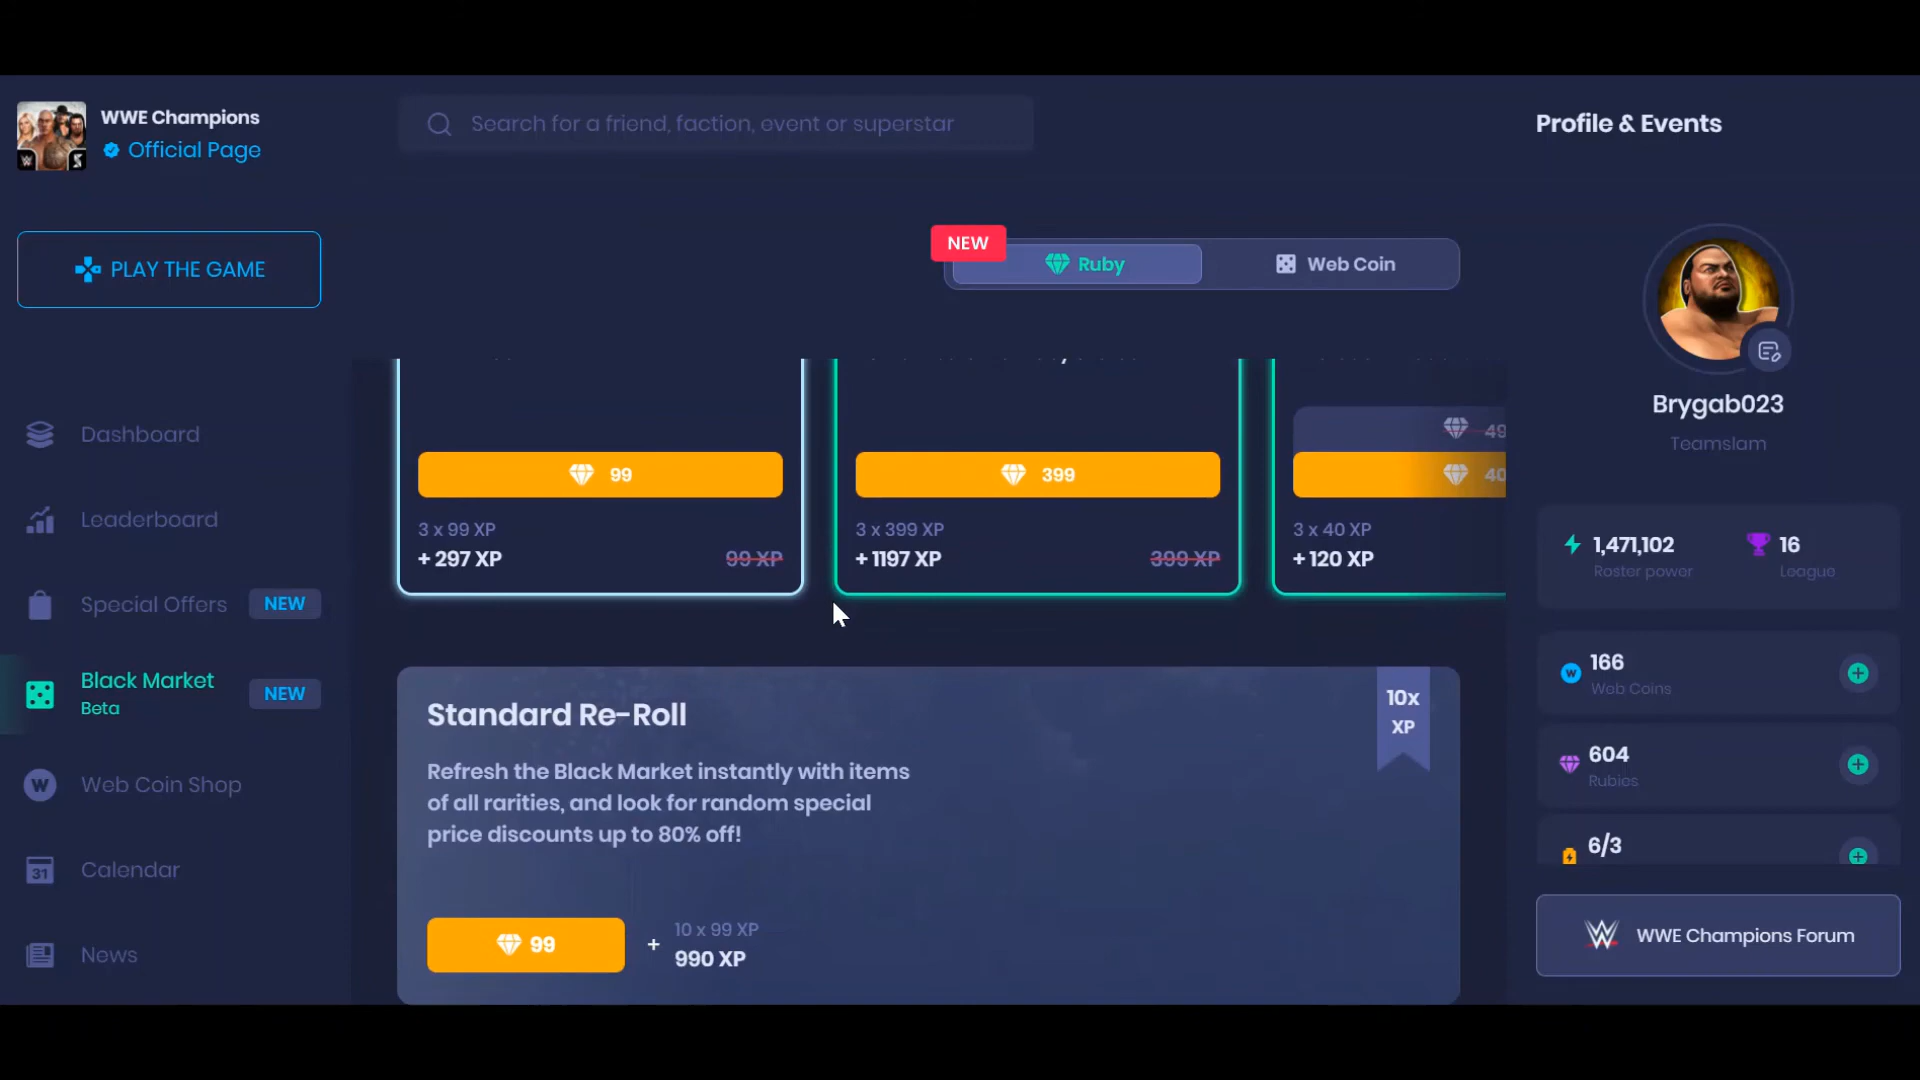 WWE Champions
Official Page
Search for a friend, faction, event or superstar
Profile & Events
PLAY THE GAME
NEW
Ruby
Web Coin
Brygab023
Teamslam
Dashboard
Leaderboard
Special Offers NEW
Black Market
Beta
NEW
Web Coin Shop
Calendar
31
News
99
3 x 99 XP
+ 297 XP 99 XP
399
3 x 399 XP
+ 1197 XP 399 XP
49
40
3 x 40 XP
+ 120 XP
Standard Re-Roll
10x
XP
Refresh the Black Market instantly with items
of all rarities, and look for random special
price discounts up to 80% off!
99
+
10 x 99 XP
990 XP
1,471,102
Roster power
16
League
166
Web Coins
604
Rubies
6/3
WWE Champions Forum